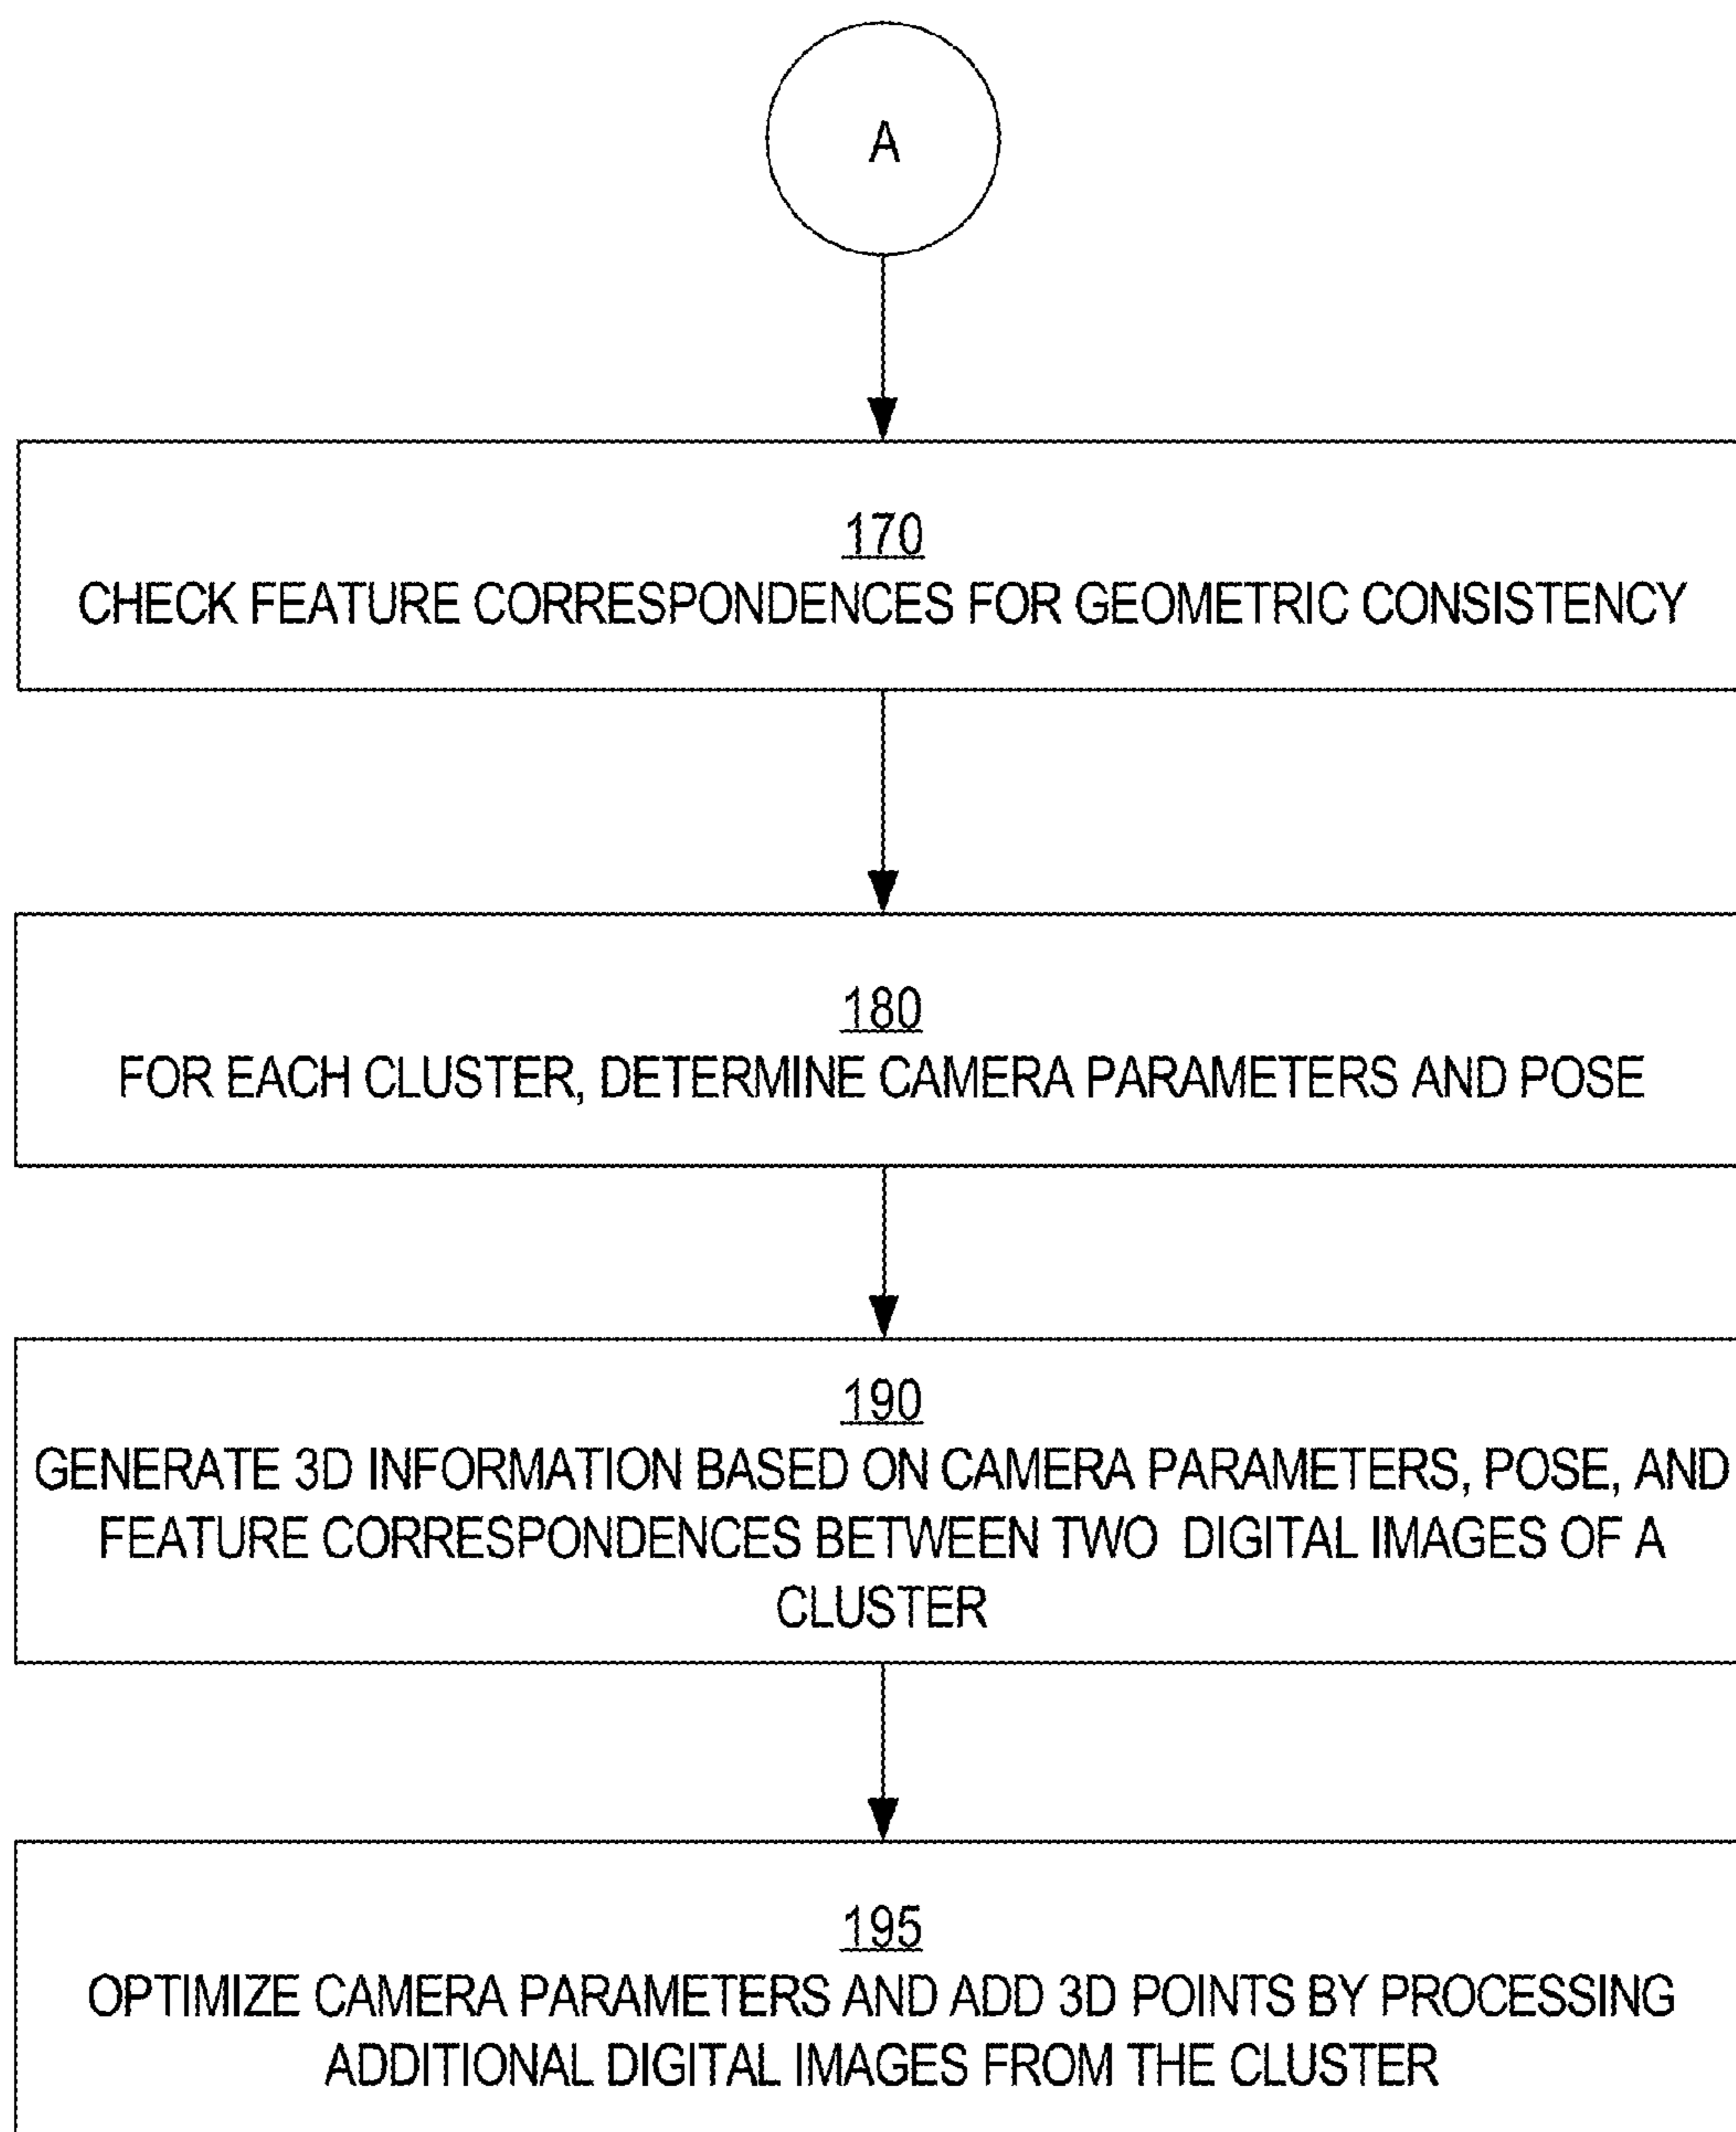 A
170
CHECK FEATURE CORRESPONDENCES FOR GEOMETRIC CONSISTENCY
180
FOR EACH CLUSTER, DETERMINE CAMERA PARAMETERS AND POSE
190
GENERATE 3D INFORMATION BASED ON CAMERA PARAMETERS, POSE, AND
FEATURE CORRESPONDENCES BETWEEN TWO DIGITAL IMAGES OF A
CLUSTER
195
OPTIMIZE CAMERA PARAMETERS AND ADD 3D POINTS BY PROCESSING
ADDITIONAL DIGITAL IMAGES FROM THE CLUSTER